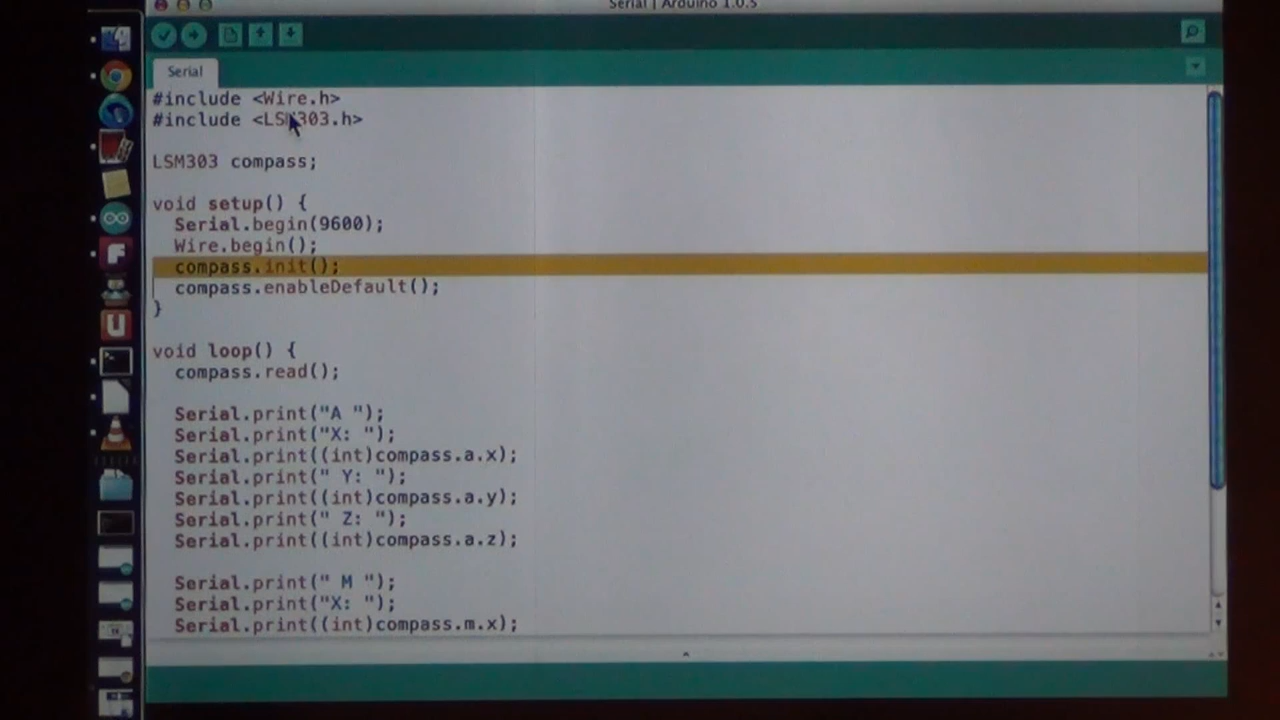 Serial | Arduino 1.0.5
Serial
#include <Wire.h>
#include <LSM303.h>
LSM303 compass;
void setup() {
Serial.begin(9600);
Wire.begin();
compass.init();
compass.enableDefault();
}
void loop() {
compass.read();
Serial.print("A ");
Serial.print("X: ");
Serial.print((int)compass.a.x);
Serial.print(" Y: ");
Serial.print((int)compass.a.y);
Serial.print(" Z: ");
Serial.print((int)compass.a.z);
Serial.print(" M ");
Serial.print("X: ");
Serial.print((int)compass.m.x);